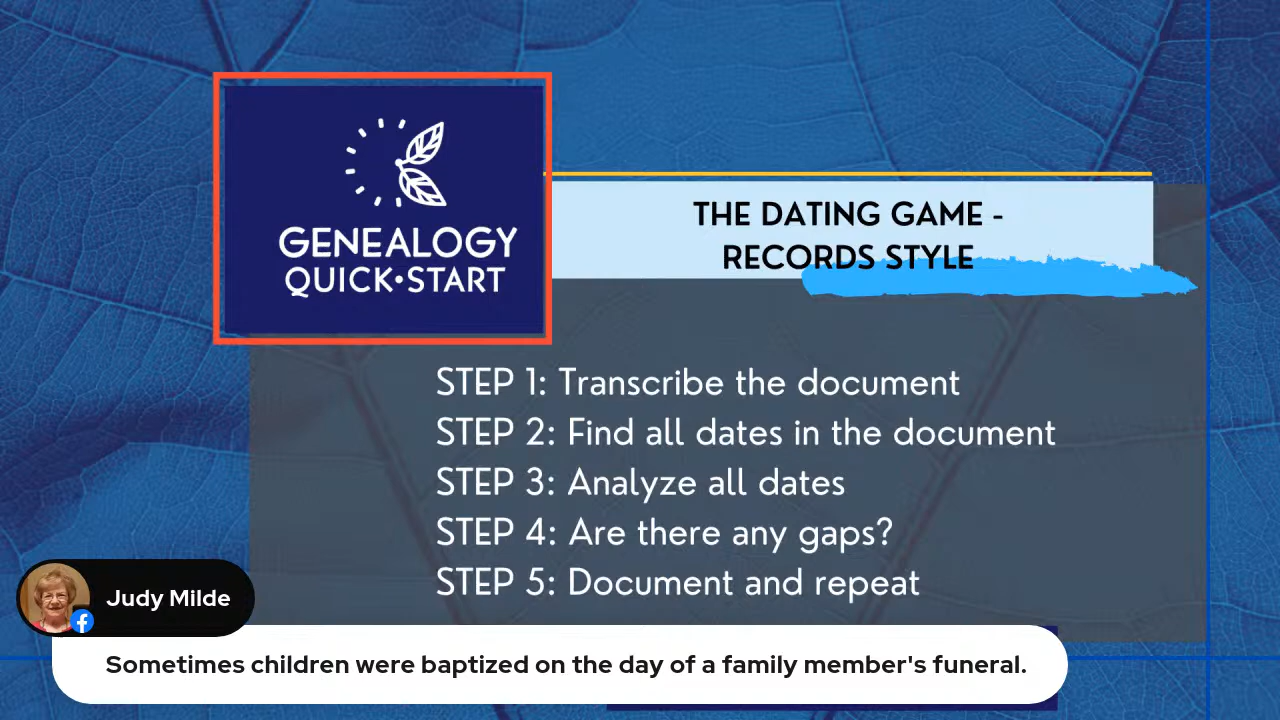 GENEALOGY
QUICK•START
THE DATING GAME -
RECORDS STYLE
STEP 1: Transcribe the document
STEP 2: Find all dates in the document
STEP 3: Analyze all dates
STEP 4: Are there any gaps?
STEP 5: Document and repeat
Judy Milde
Sometimes children were baptized on the day of a family member's funeral.